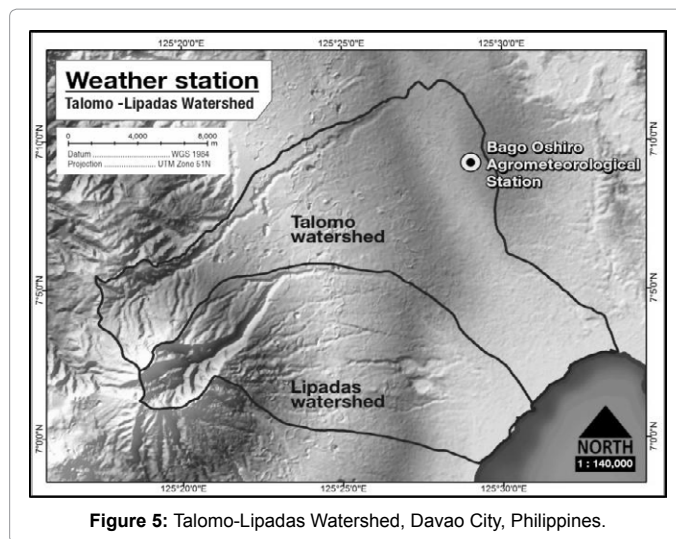 125°20'0"E 125°25'0"E 125°30'0"E
Weather station
Talomo -Lipadas Watershed
0 4,000 8,000
m
Datum .............................. WGS 1984
Projection ........................ UTM Zone 51N
7°10'0"N
7°10'0"N
Bago Oshiro
Agrometeorological
Station
Talomo
watershed
7°5'0"N
7°5'0"N
Lipadas
watershed
7°0'0"N
7°0'0"N
NORTH
1 : 140,000
125°20'0"E 125°25'0"E 125°30'0"E
Figure 5: Talomo-Lipadas Watershed, Davao City, Philippines.